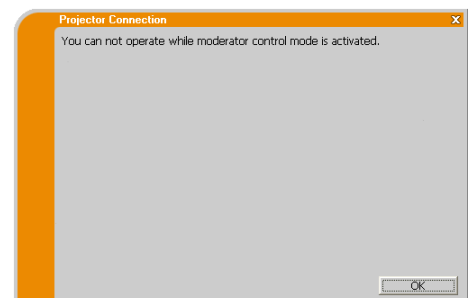 Projector Connection
You can not operate while moderator control mode is activated.
OK